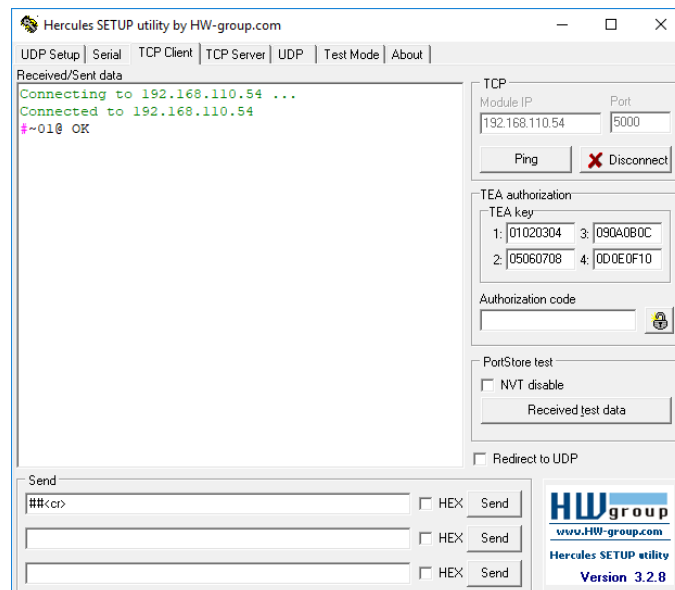 Hercules SETUP utility by HW-group.com
UDP Setup Serial TCP Client TCP Server UDP Test Mode About
Received/Sent data
Connecting to 192.168.110.54 ...
Connected to 192.168.110.54
#~01@ OK
TCP
Module IP Port
192.168.110.54 5000
Ping Disconnect
TEA authorization
TEA key
1: 01020304 3: 090A0B0C
2: 05060708 4: 0D0E0F10
Authorization code
PortStore test
NVT disable
Received test data
Redirect to UDP
Send
##<cr> HEX Send
HEX Send
HEX Send
HW group
www.HW-group.com
Hercules SETUP utility
Version 3.2.8